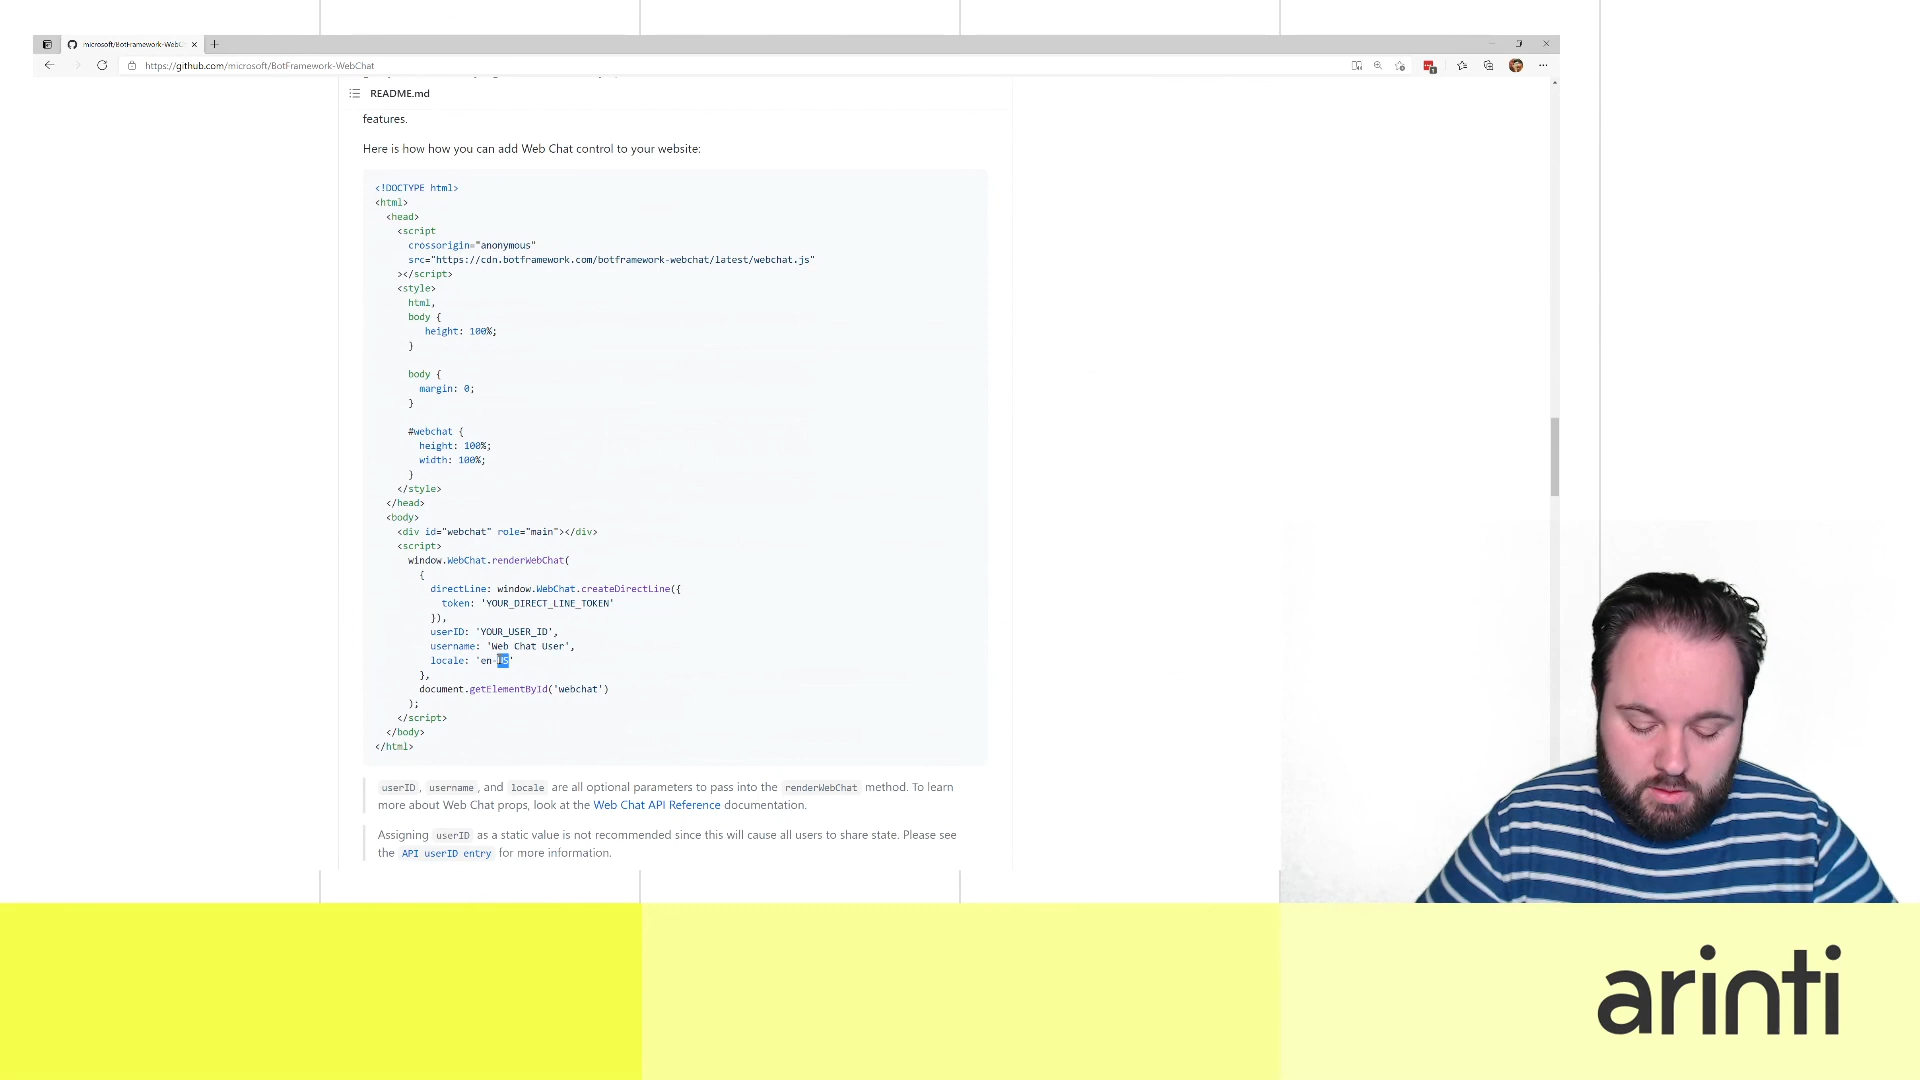 microsoft/BotFramework-WebC
https://github.com/microsoft/BotFramework-WebChat
README.md
features.
Here is how how you can add Web Chat control to your website:
<!DOCTYPE html>
<html>
<head>
<script
crossorigin="anonymous"
src="https://cdn.botframework.com/botframework-webchat/latest/webchat.js"
></script>
<style>
html,
body {
height: 100%;
}
body {
margin: 0;
}
#webchat {
height: 100%;
width: 100%;
}
</style>
</head>
<body>
<div id="webchat" role="main"></div>
<script>
window.WebChat.renderWebChat(
{
directLine: window.WebChat.createDirectLine({
token: 'YOUR_DIRECT_LINE_TOKEN'
}),
userID: 'YOUR_USER_ID',
username: 'Web Chat User',
locale: 'en-US'
},
document.getElementById('webchat')
);
</script>
</body>
</html>
userID, username, and locale are all optional parameters to pass into the renderWebChat method. To learn
more about Web Chat props, look at the Web Chat API Reference documentation.
Assigning userID as a static value is not recommended since this will cause all users to share state. Please see
the API userID entry for more information.
arinti